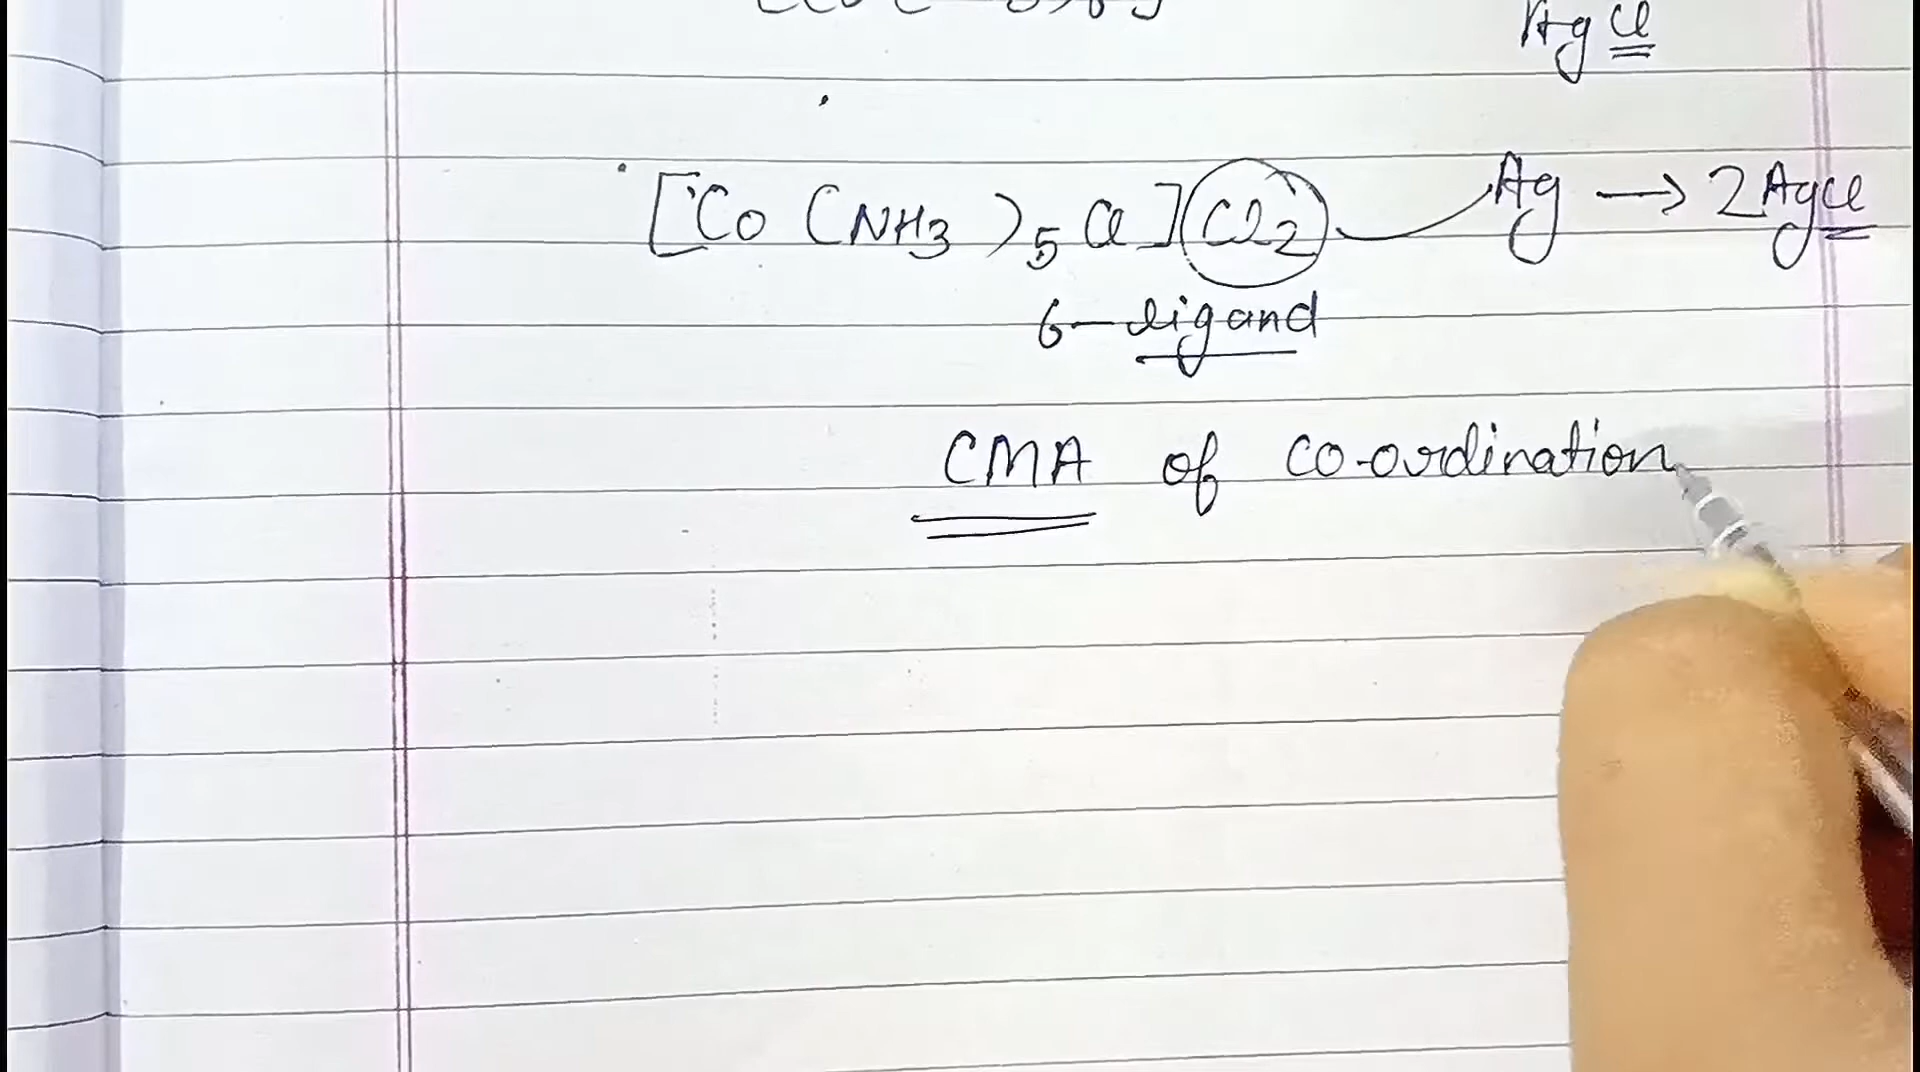 AgCl
[Co (NH3)5 Cl] Cl2 Ag → 2AgCl
6-ligand
CMA of co-ordination